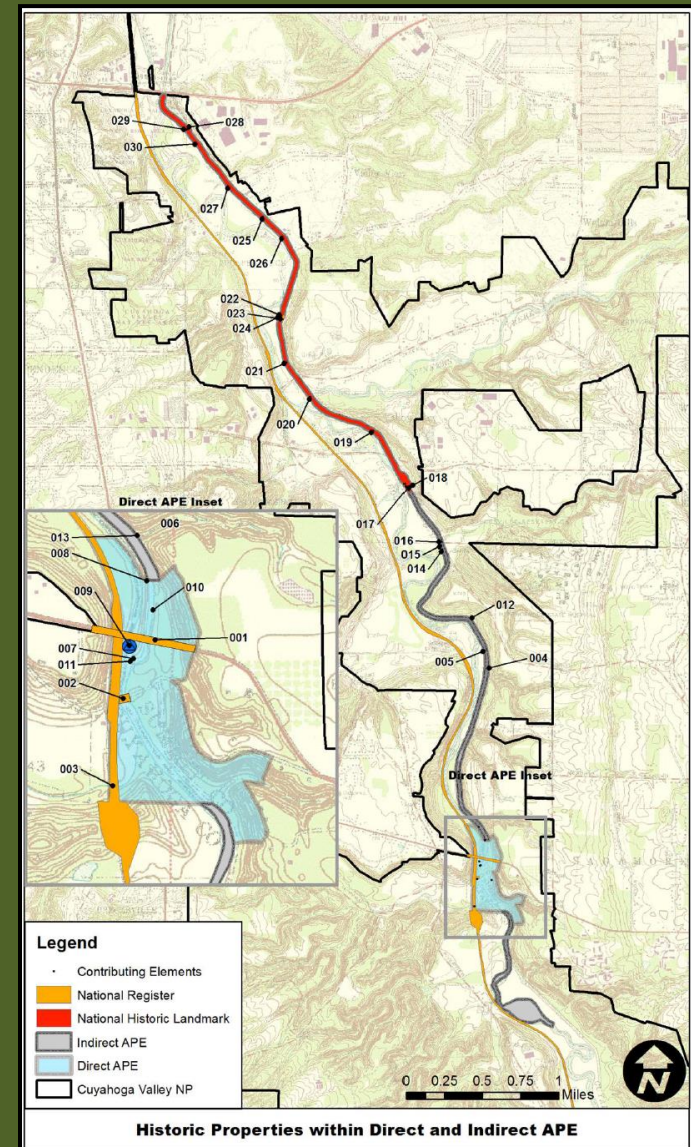 028
029
030
027
025
026
022
023
024
021
020
019
018
017
016
015
014
012
005
004
Direct APE Inset
Direct APE Inset
006
013
008
010
009
001
007
011
002
003
Legend
Contributing Elements
National Register
National Historic Landmark
Indirect APE
Direct APE
Cuyahoga Valley NP
0 0.25 0.5 0.75 1
Miles
N
Historic Properties within Direct and Indirect APE